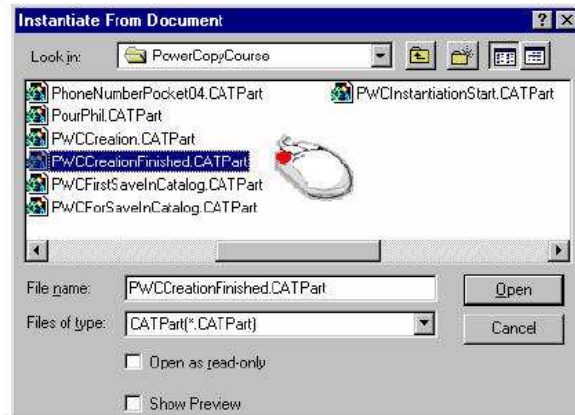 Instantiate From Document
Look in: PowerCopyCourse
PhoneNumberPocket04.CATPart PWCInstantiationStart.CATPart
PourPhil.CATPart
PWCCreation.CATPart
PWCCreationFinished.CATPart
PWCFirstSaveInCatalog.CATPart
PWCForSaveInCatalog.CATPart
File name: PWCCreationFinished.CATPart Open
Files of type: CATPart(*.CATPart) Cancel
Open as read-only
Show Preview